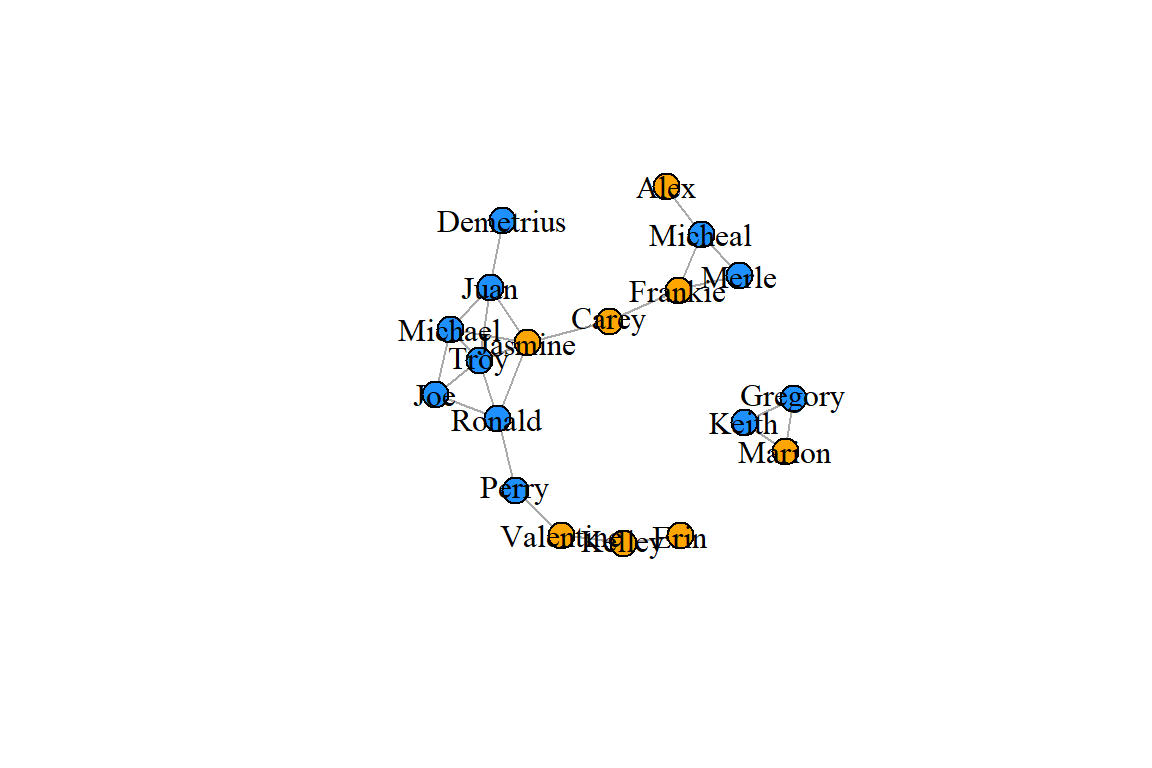 Alex
Demetrius
Micheal
Merle
Juan
Frankie
Carey
Michael
Jasmine
Troy
Joe
Gregory
Ronald
Keith
Marion
Perry
Valentine
Kelley
Erin